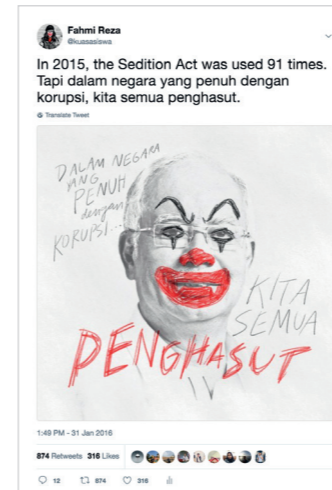 Fahmi Reza
@kuasasiswa
In 2015, the Sedition Act was used 91 times.
Tapi dalam negara yang penuh dengan
korupsi, kita semua penghasut.
Translate Tweet
DALAM NEGARA
YANG
PENUH
dengan
KORUPSI...
KITA
SEMUA
PENGHASUT
1:49 PM - 31 Jan 2016
874 Retweets 316 Likes
12 874 316